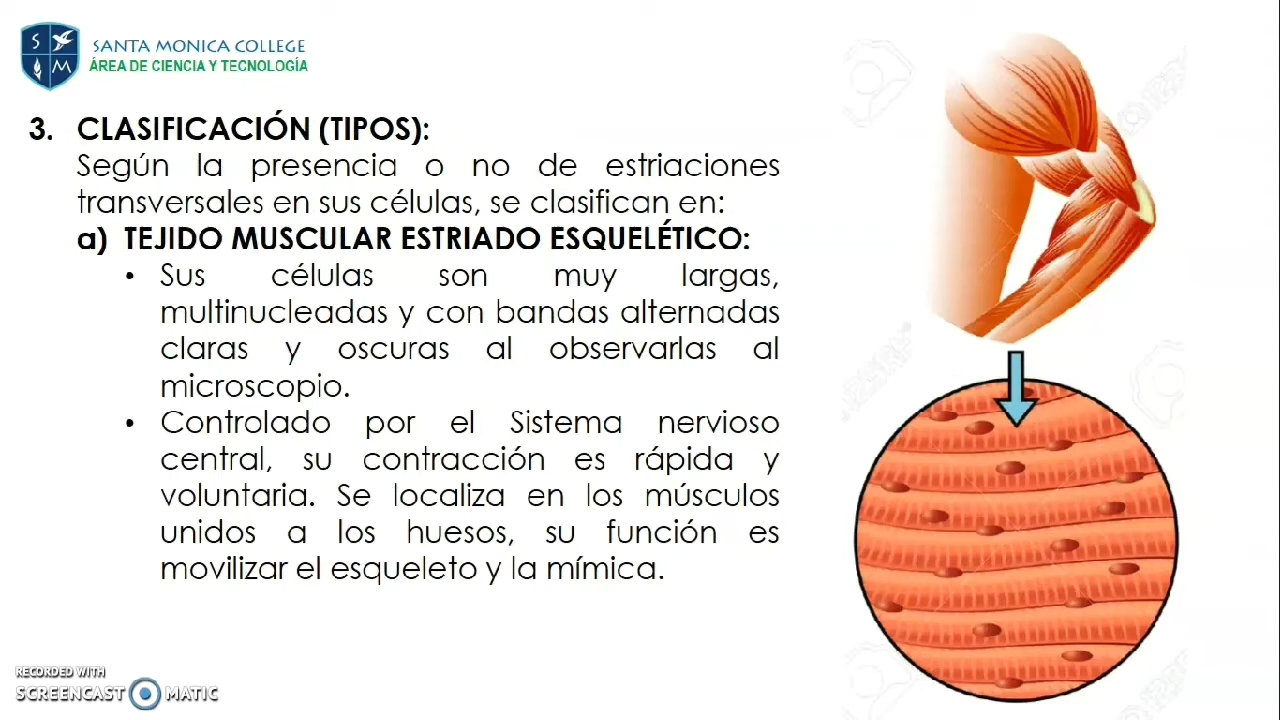 SANTA MONICA COLLEGE
ÁREA DE CIENCIA Y TECNOLOGÍA
S
M
3. CLASIFICACIÓN (TIPOS):
Según la presencia o no de estriaciones
transversales en sus células, se clasifican en:
a) TEJIDO MUSCULAR ESTRIADO ESQUELÉTICO:
• Sus células son muy largas,
multinucleadas y con bandas alternadas
claras y oscuras al observarlas al
microscopio.
• Controlado por el Sistema nervioso
central, su contracción es rápida y
voluntaria. Se localiza en los músculos
unidos a los huesos, su función es
movilizar el esqueleto y la mímica.
RECORDED WITH
SCREENCAST MATIC